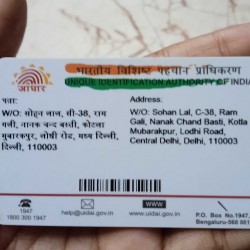 भारतीय विशिष्ट पहचान प्राधिकरण
UNIQUE IDENTIFICATION AUTHORITY OF INDIA
आधार
पता:
W/O: सोहन लाल, सी-38, राम
गली, नानक चन्द बस्ती, कोटला
मुबारकपुर, लोधी रोड, मध्य दिल्ली,
दिल्ली, 110003
Address:
W/O: Sohan Lal, C-38, Ram
Gali, Nanak Chand Basti, Kotla
Mubarakpur, Lodhi Road,
Central Delhi, Delhi, 110003
1947
1800 300 1947
help@uidai.gov.in
WWW
www.uidai.gov.in
P.O. Box No.1947,
Bengaluru-560